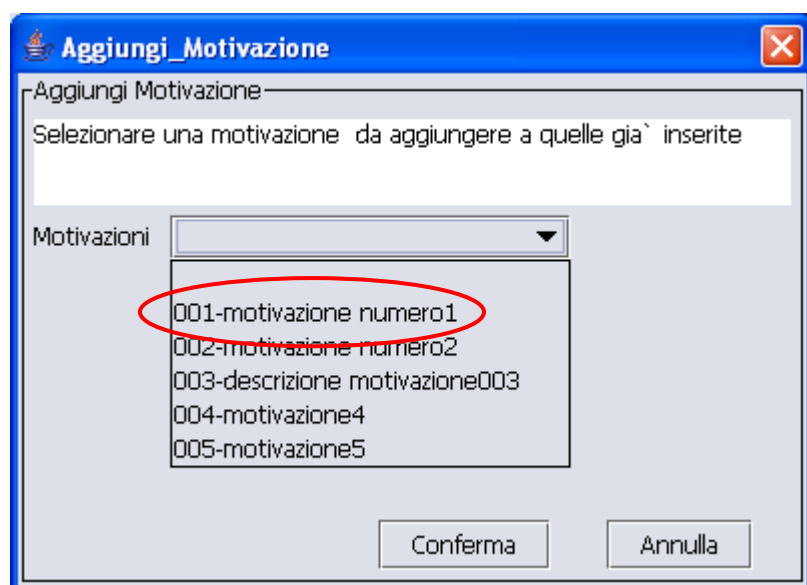 Aggiungi_Motivazione
Aggiungi Motivazione
Selezionare una motivazione  da aggiungere a quelle gia` inserite
Motivazioni
001-motivazione numero1
002-motivazione numero2
003-descrizione motivazione003
004-motivazione4
005-motivazione5
Conferma
Annulla